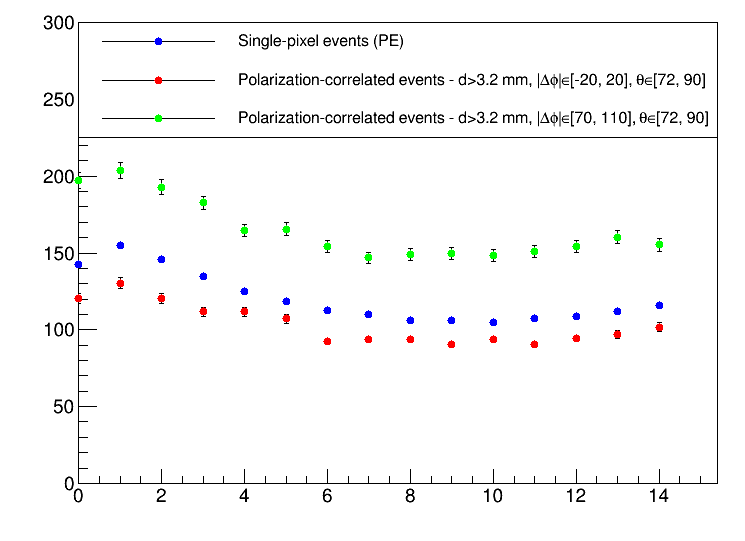 300
Single-pixel events (PE)
Polarization-correlated events - d>3.2 mm, |Δϕ|∈[-20, 20], θ∈[72, 90]
250
Polarization-correlated events - d>3.2 mm, |Δϕ|∈[70, 110], θ∈[72, 90]
200
150
100
50
0
0 2 4 6 8 10 12 14